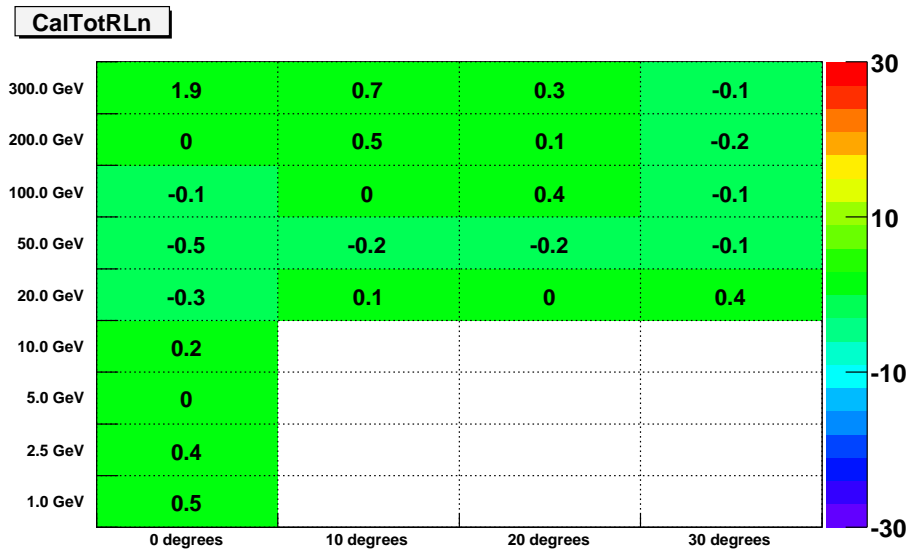 CalTotRLn
300.0 GeV 1.9 0.7 0.3 -0.1
200.0 GeV 0 0.5 0.1 -0.2
100.0 GeV -0.1 0 0.4 -0.1
50.0 GeV -0.5 -0.2 -0.2 -0.1
20.0 GeV -0.3 0.1 0 0.4
10.0 GeV 0.2
5.0 GeV 0
2.5 GeV 0.4
1.0 GeV 0.5
0 degrees 10 degrees 20 degrees 30 degrees
30
10
-10
-30